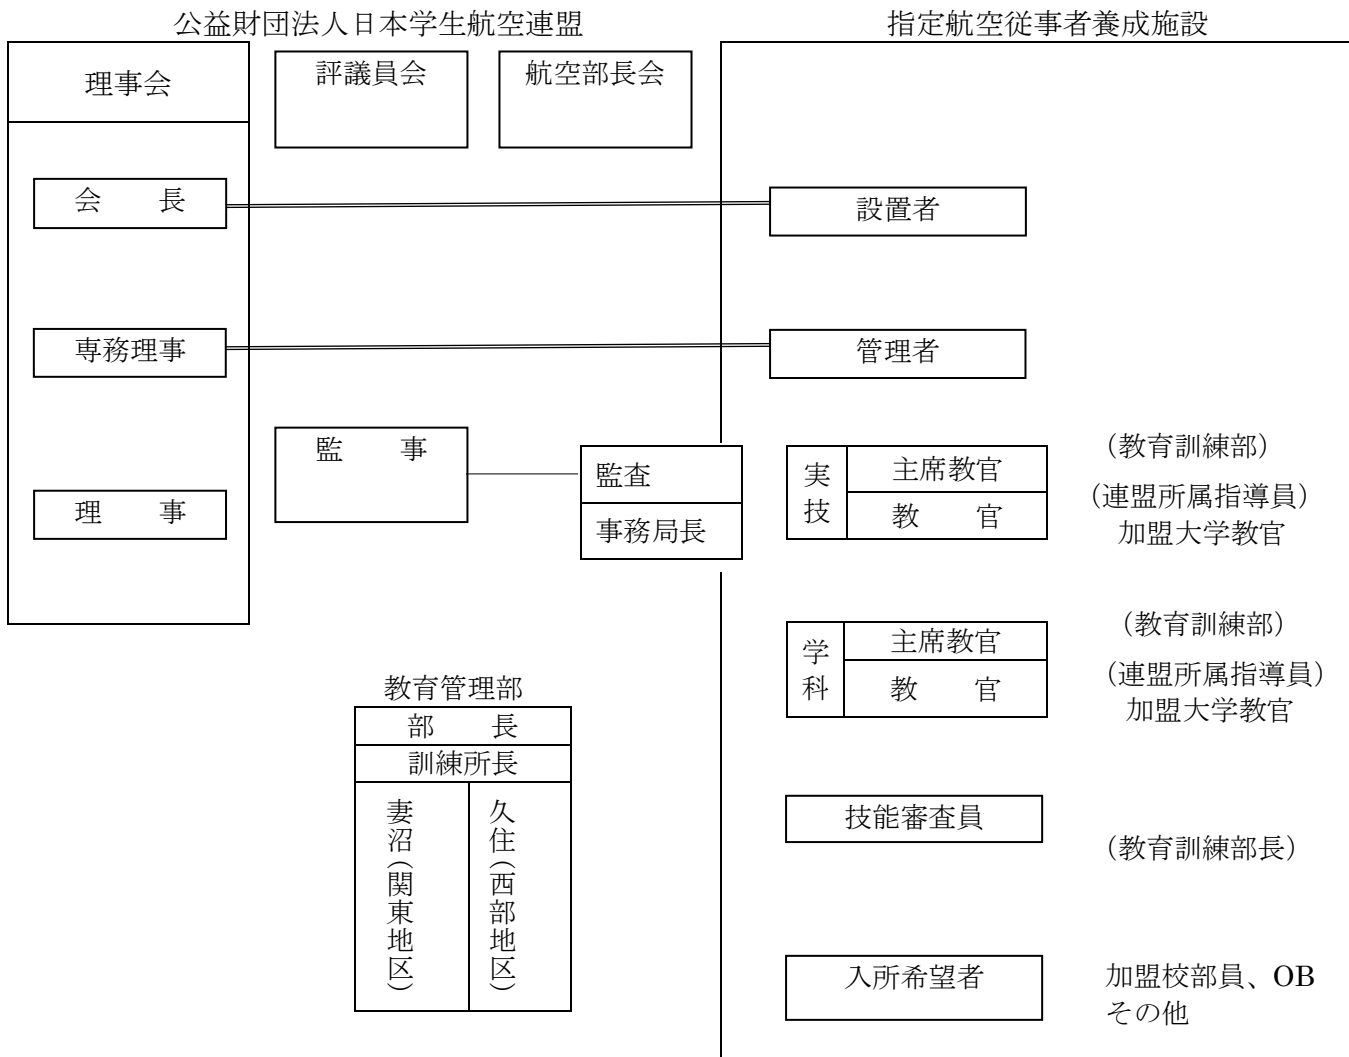 公益財団法人日本学生航空連盟
指定航空従事者養成施設
理事会
評議員会
航空部長会
会　　長
設置者
専務理事
管理者
監　　事
監査
事務局長
理　　事
実技
主席教官
教　　官
（教育訓練部）
（連盟所属指導員）
加盟大学教官
学科
主席教官
教　　官
（教育訓練部）
（連盟所属指導員）
加盟大学教官
教育管理部
部　　長
訓練所長
妻沼（関東地区）
久住（西部地区）
技能審査員
（教育訓練部長）
入所希望者
加盟校部員、OB
その他